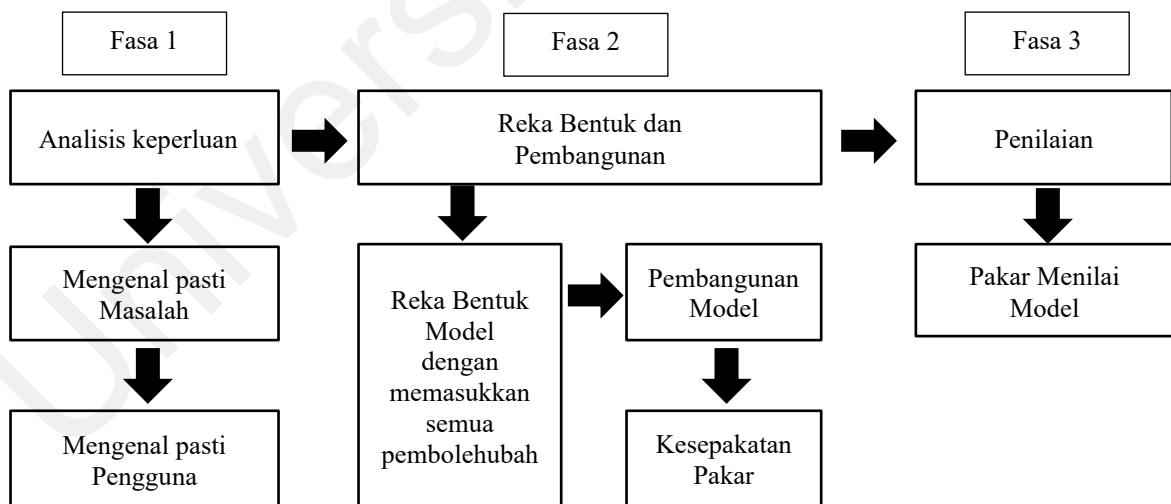 Fasa 1
Fasa 2
Fasa 3
Analisis keperluan
Reka Bentuk dan
Pembangunan
Penilaian
Mengenal pasti
Masalah
Reka Bentuk
Model
dengan
memasukkan
semua
pembolehubah
Pembangunan
Model
Pakar Menilai
Model
Mengenal pasti
Pengguna
Kesepakatan
Pakar
Univers